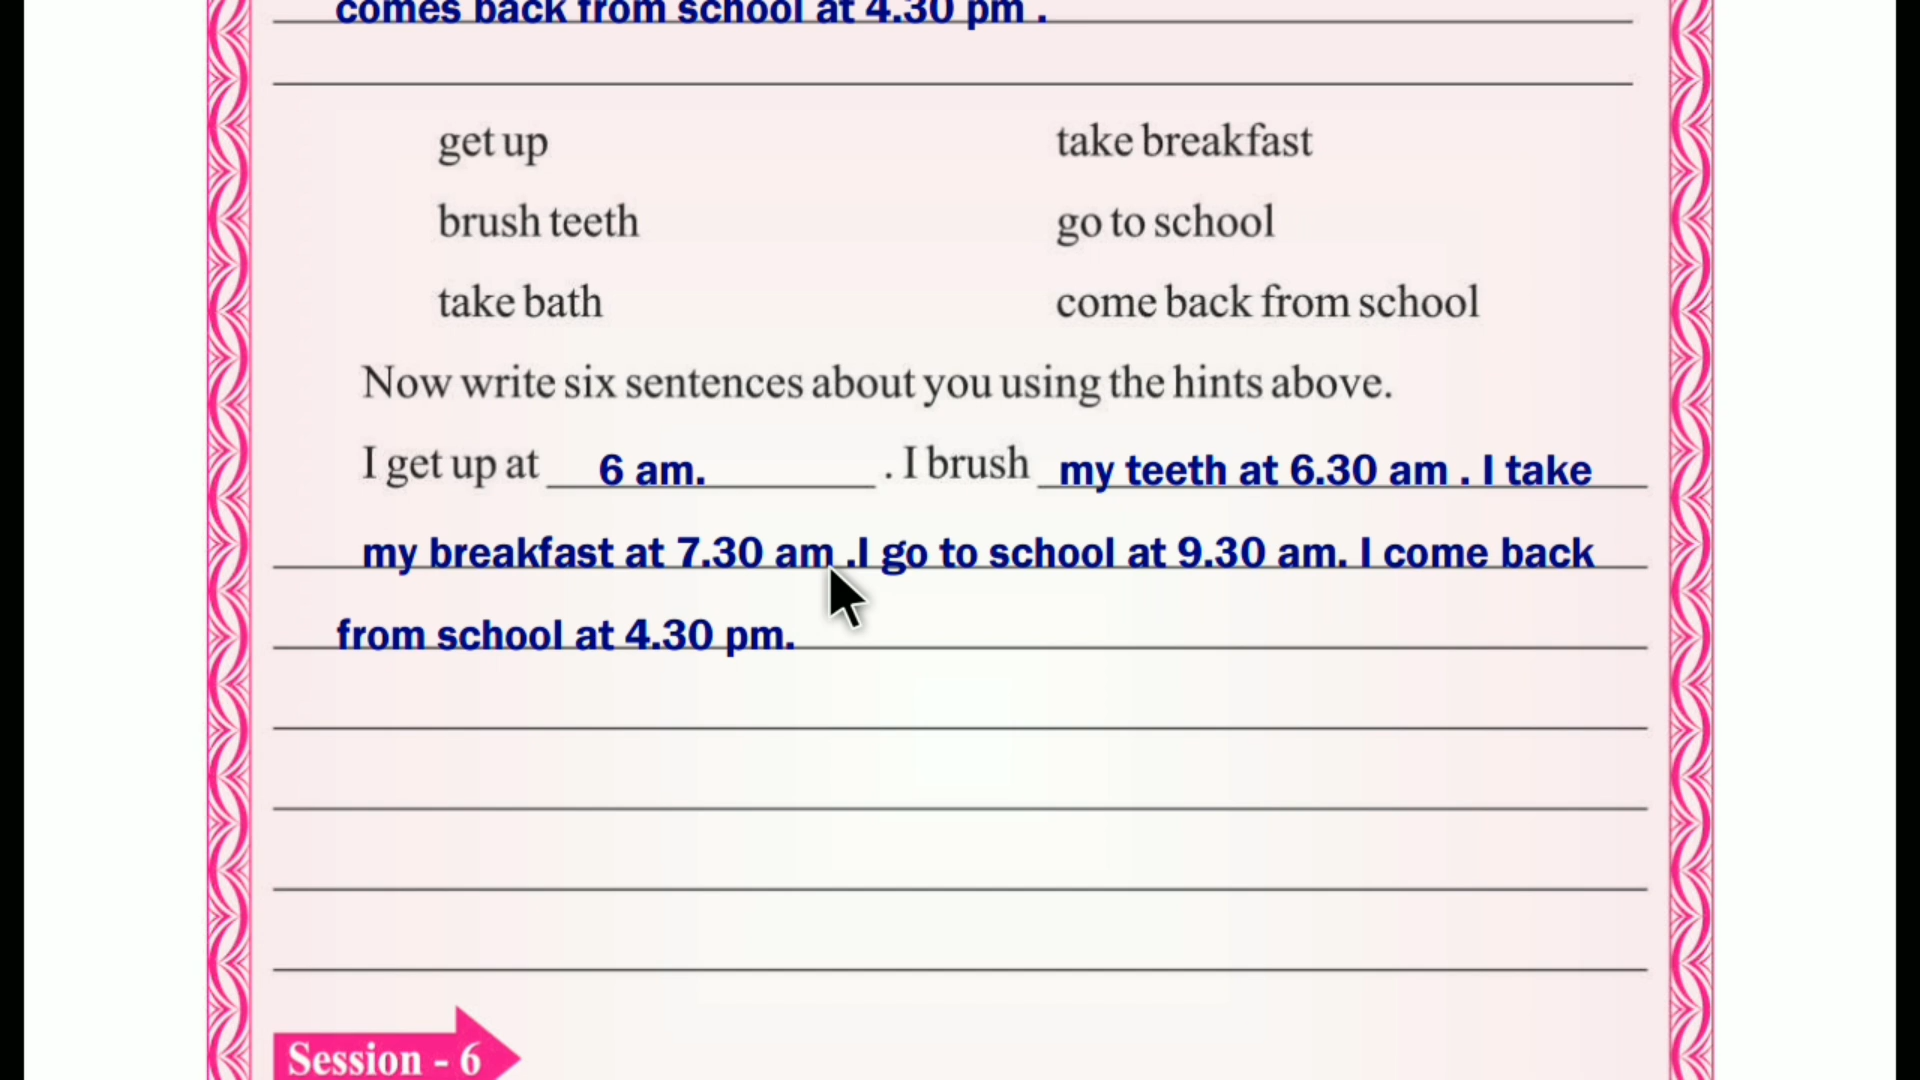 comes back from school at 4.30 pm .
get up take breakfast
brush teeth go to school
take bath come back from school
Now write six sentences about you using the hints above.
I get up at 6 am. . I brush my teeth at 6.30 am . I take
my breakfast at 7.30 am .I go to school at 9.30 am. I come back
from school at 4.30 pm.
Session - 6